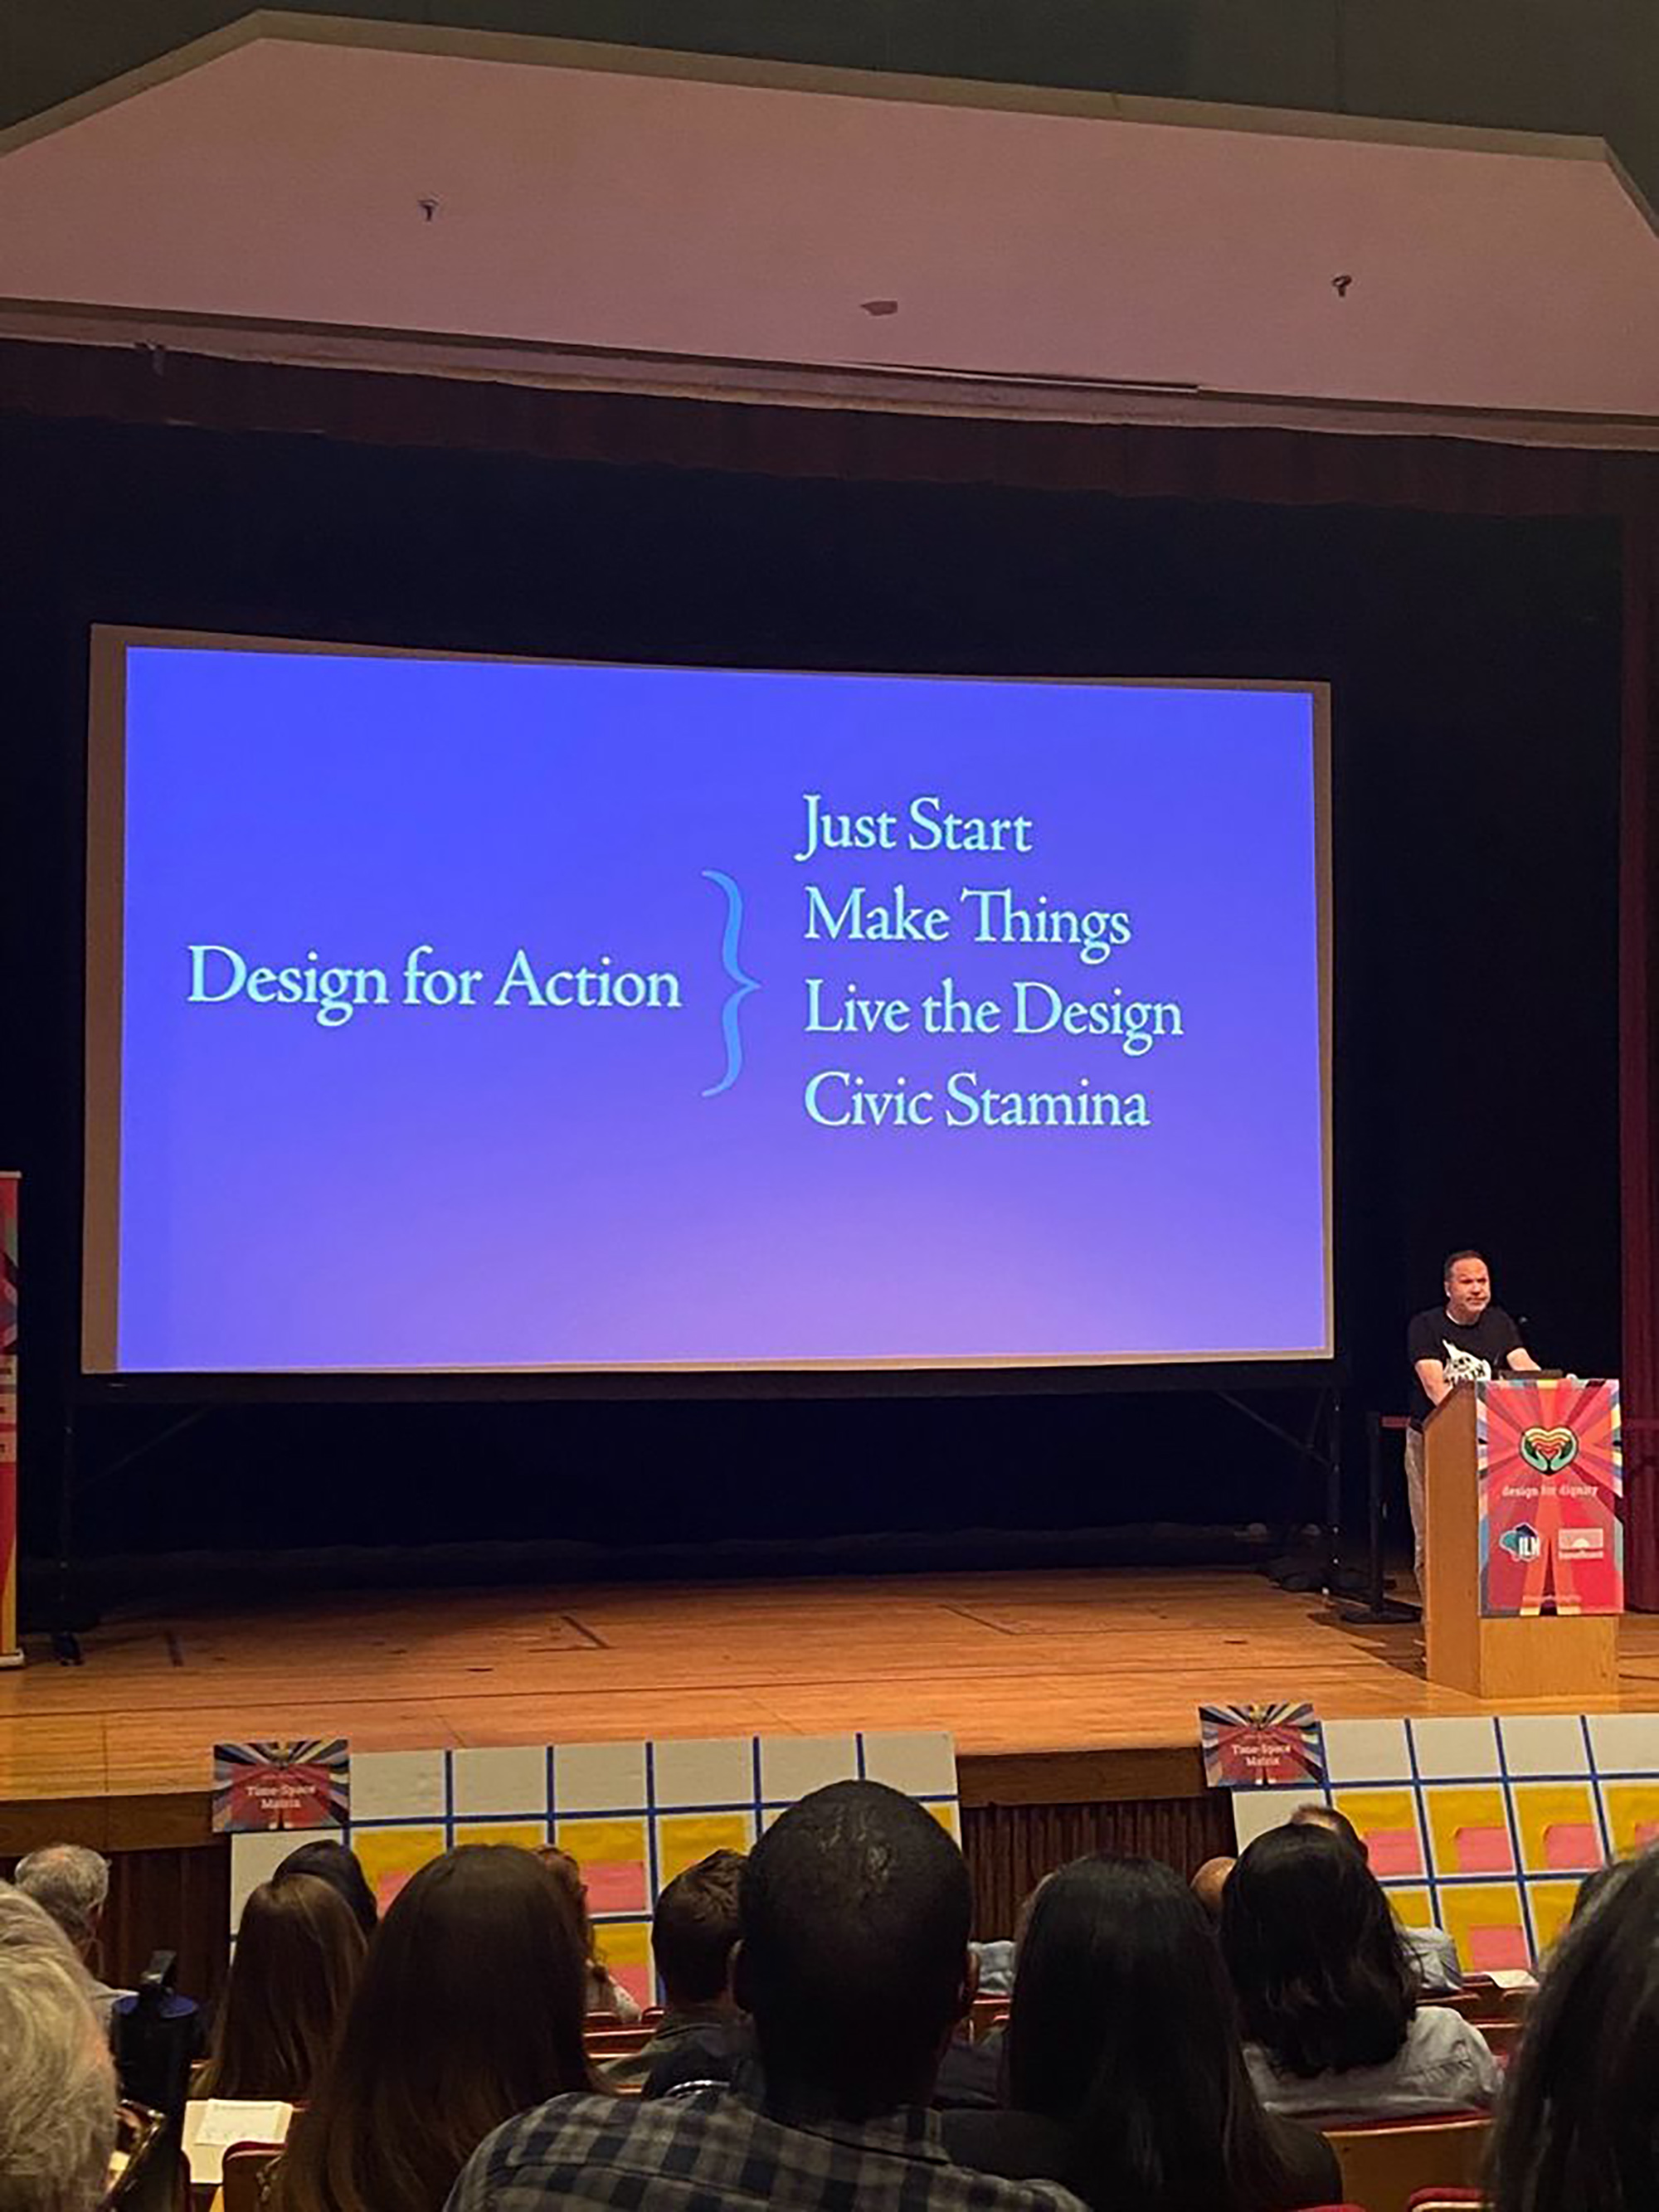 Design for Action
Just Start
Make Things
Live the Design
Civic Stamina
design for dignity
ILN
Time-Space
Matrix
Time-Space
Matrix